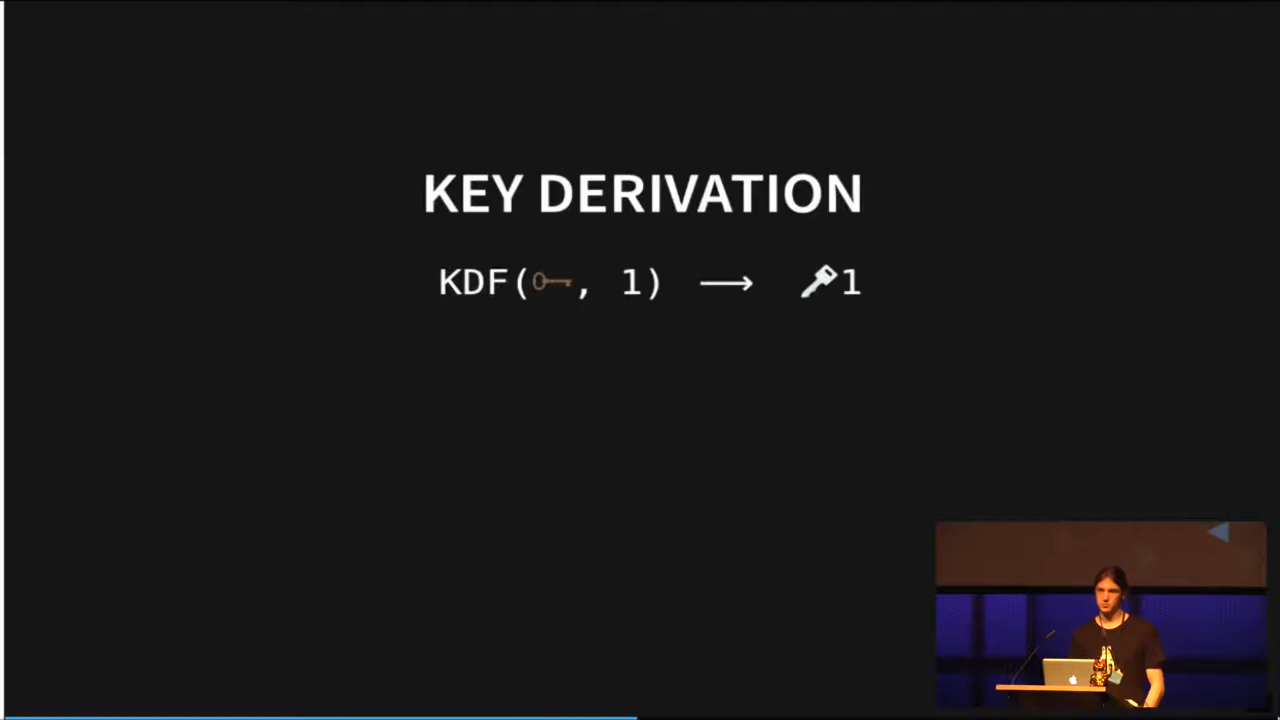 KEY DERIVATION
KDF(🗝, 1) ⟶ 🔑1